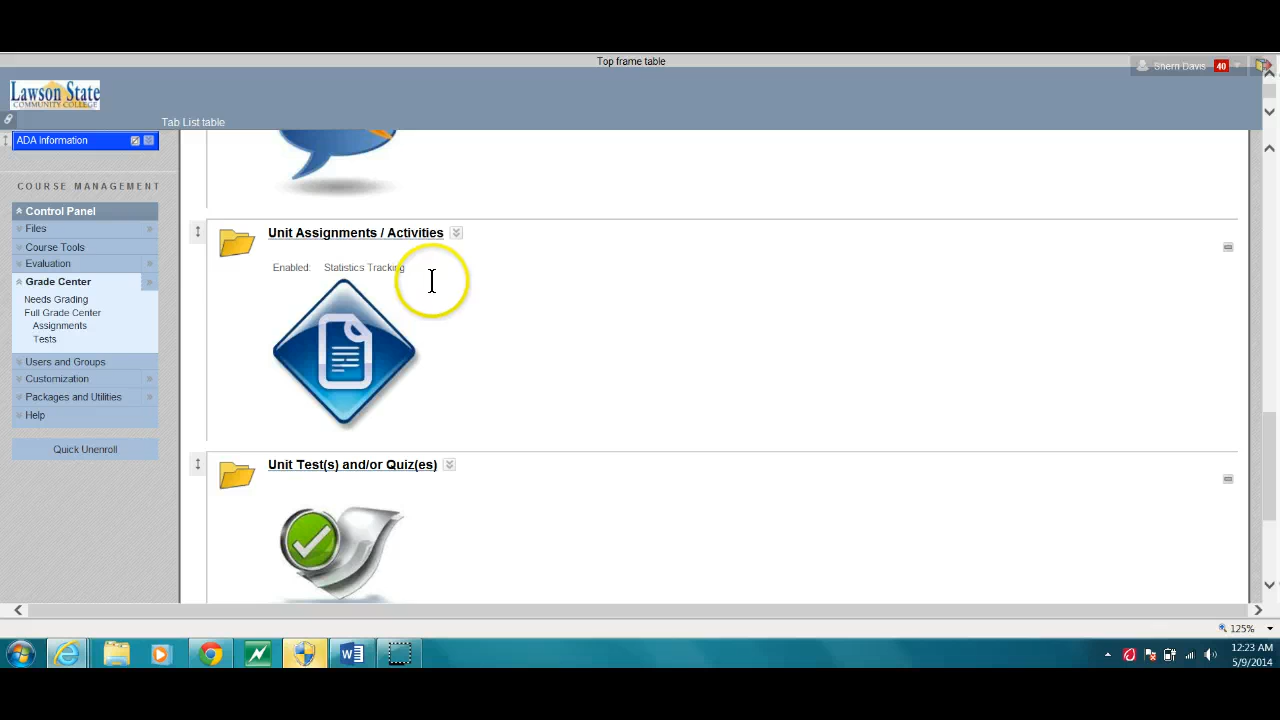 Top frame table
Sherri Davis 40
Lawson State
COMMUNITY COLLEGE
Tab List table
ADA Information
COURSE MANAGEMENT
Control Panel
Files
Course Tools
Evaluation
Grade Center
Needs Grading
Full Grade Center
Assignments
Tests
Users and Groups
Customization
Packages and Utilities
Help
Quick Unenroll
Unit Assignments / Activities
Enabled: Statistics Tracking
Unit Test(s) and/or Quiz(es)
125%
12:23 AM
5/9/2014